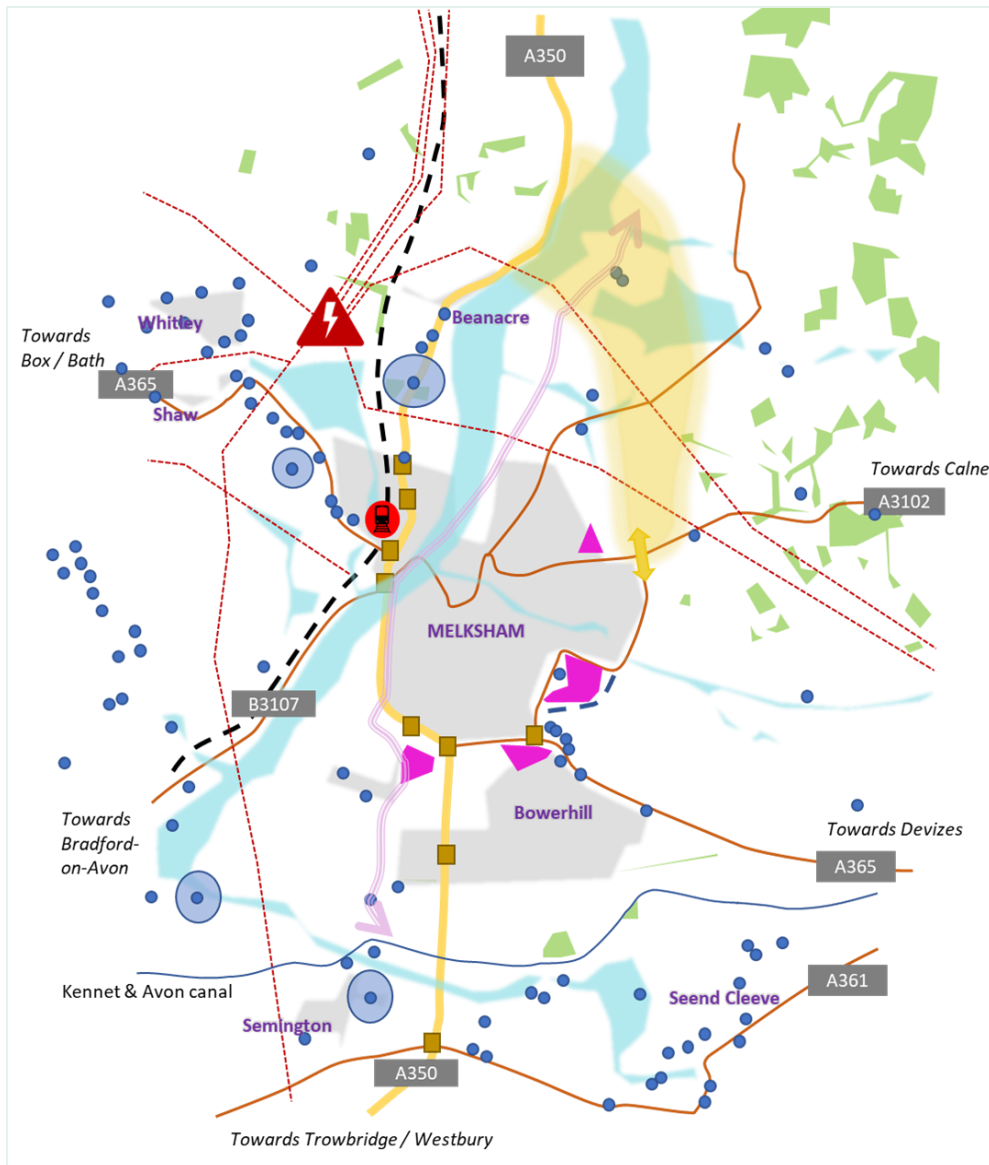 A350
Whitley
Beanacre
Towards
Box / Bath
A365
Shaw
Towards Calne
A3102
MELKSHAM
B3107
Bowerhill
Towards
Bradford-
on-Avon
Towards Devizes
A365
Kennet & Avon canal
A361
Seend Cleeve
Semington
A350
Towards Trowbridge / Westbury